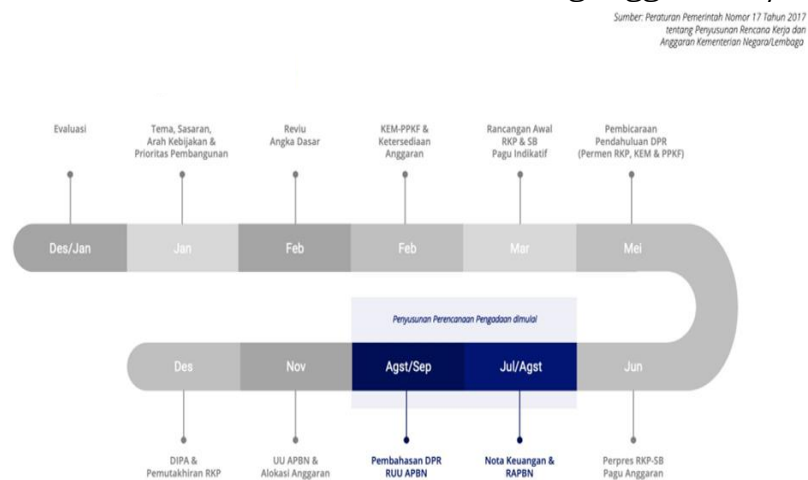 Sumber: Peraturan Pemerintah Nomor 17 Tahun 2017
tentang Penyusunan Rencana Kerja dan
Anggaran Kementerian Negara/Lembaga
Evaluasi
Tema, Sasaran,
Arah Kebijakan &
Prioritas Pembangunan
Reviu
Angka Dasar
KEM-PPKF &
Ketersediaan
Anggaran
Rancangan Awal
RKP & SB
Pagu Indikatif
Pembicaraan
Pendahuluan DPR
(Permen RKP, KEM & PPKF)
Des/Jan
Jan
Feb
Feb
Mar
Mei
Penyusunan Perencanaan Pengadaan dimulai
Des
Nov
Agst/Sep
Jul/Agst
Jun
DIPA &
Pemutakhiran RKP
UU APBN &
Alokasi Anggaran
Pembahasan DPR
RUU APBN
Nota Keuangan &
RAPBN
Perpres RKP-SB
Pagu Anggaran